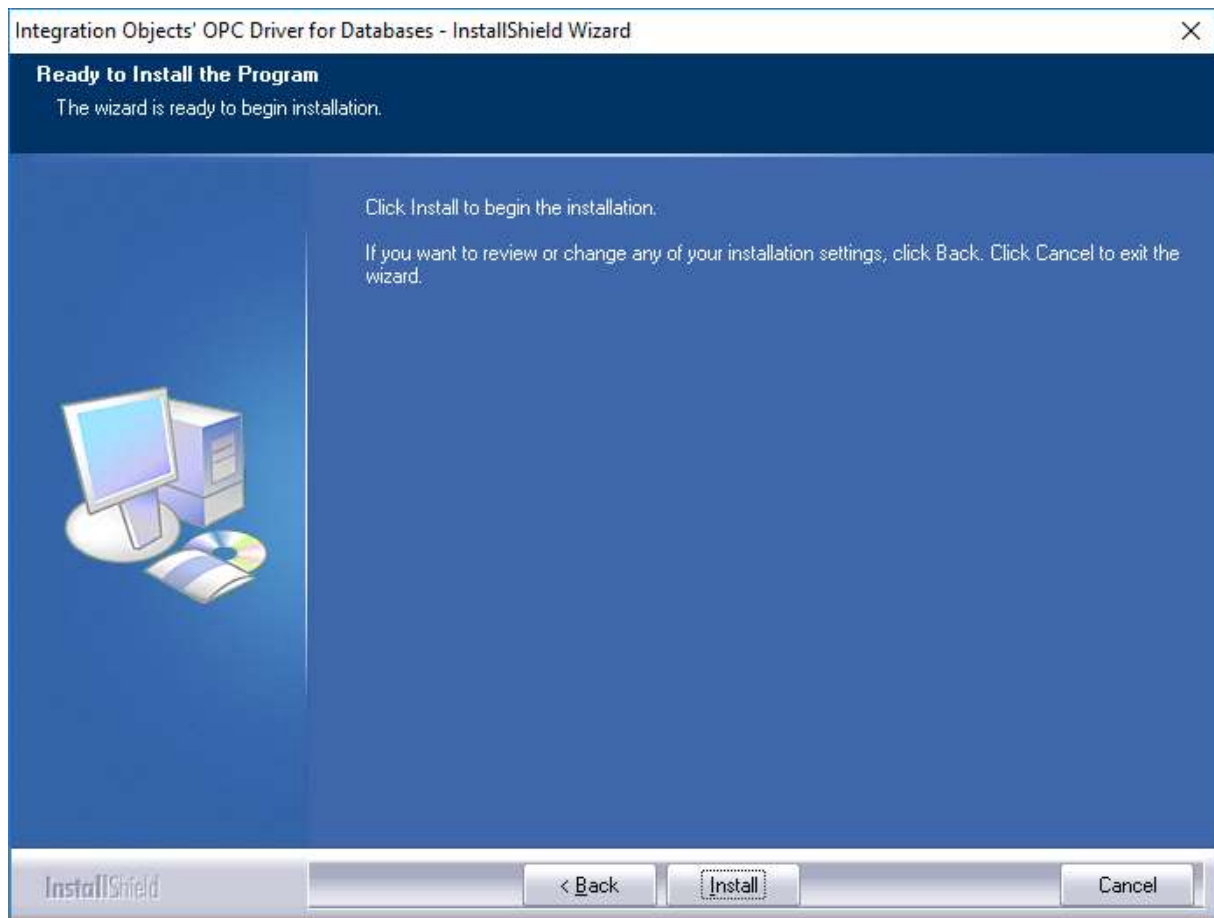 Integration Objects' OPC Driver for Databases - InstallShield Wizard
Ready to Install the Program
The wizard is ready to begin installation.
Click Install to begin the installation.
If you want to review or change any of your installation settings, click Back. Click Cancel to exit the
wizard.
InstallShield
< Back
Install
Cancel